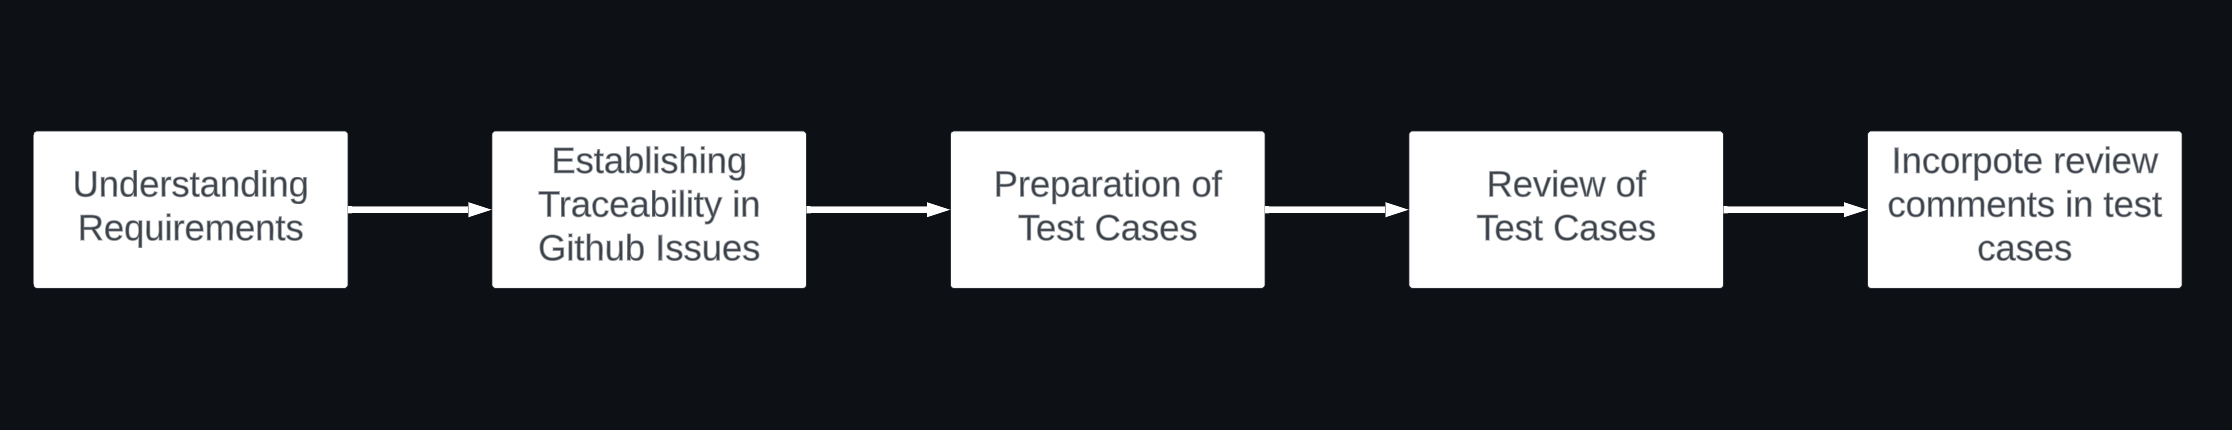 Understanding
Requirements
Establishing
Traceability in
Github Issues
Preparation of
Test Cases
Review of
Test Cases
Incorpote review
comments in test
cases